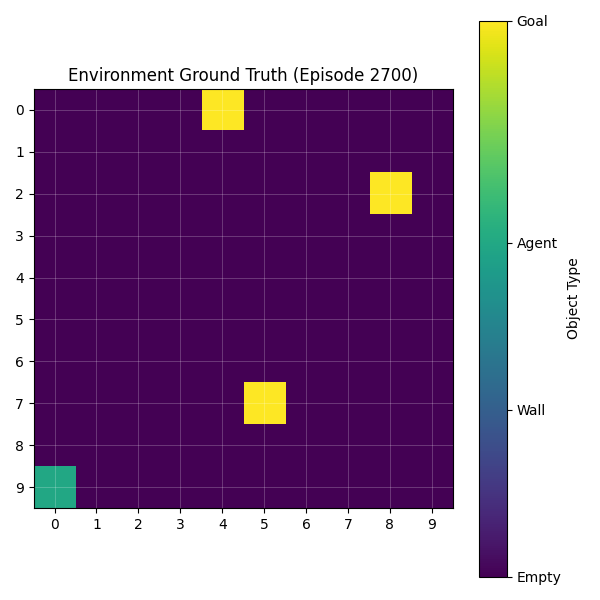 Environment Ground Truth (Episode 2700)
0
1
2
3
4
5
6
7
8
9
0 1 2 3 4 5 6 7 8 9
Goal
Agent
Wall
Empty
Object Type